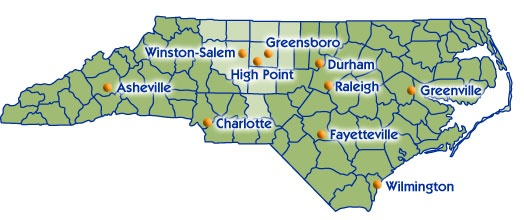 Greensboro
Winston-Salem
High Point
Durham
Asheville
Raleigh
Greenville
Charlotte
Fayetteville
Wilmington